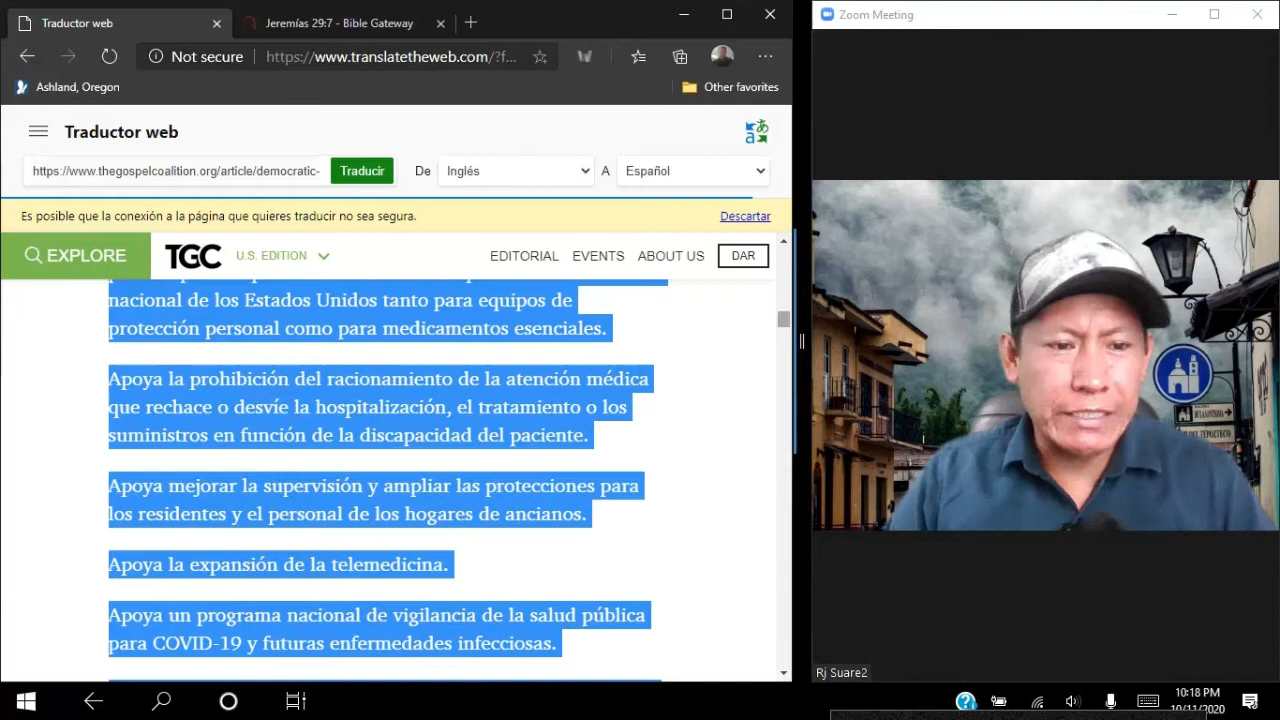 Traductor web
Jeremías 29:7 - Bible Gateway
Zoom Meeting
Not secure
https://www.translatetheweb.com/?f...
Ashland, Oregon
Other favorites
Traductor web
https://www.thegospelcoalition.org/article/democratic-
Traducir
De
Inglés
A
Español
Es posible que la conexión a la página que quieres traducir no sea segura.
Descartar
EXPLORE
TGC
U.S. EDITION
EDITORIAL
EVENTS
ABOUT US
DAR
nacional de los Estados Unidos tanto para equipos de
protección personal como para medicamentos esenciales.
Apoya la prohibición del racionamiento de la atención médica
que rechace o desvíe la hospitalización, el tratamiento o los
suministros en función de la discapacidad del paciente.
Apoya mejorar la supervisión y ampliar las protecciones para
los residentes y el personal de los hogares de ancianos.
Apoya la expansión de la telemedicina.
Apoya un programa nacional de vigilancia de la salud pública
para COVID-19 y futuras enfermedades infecciosas.
Rj Suare2
10:18 PM
10/11/2020